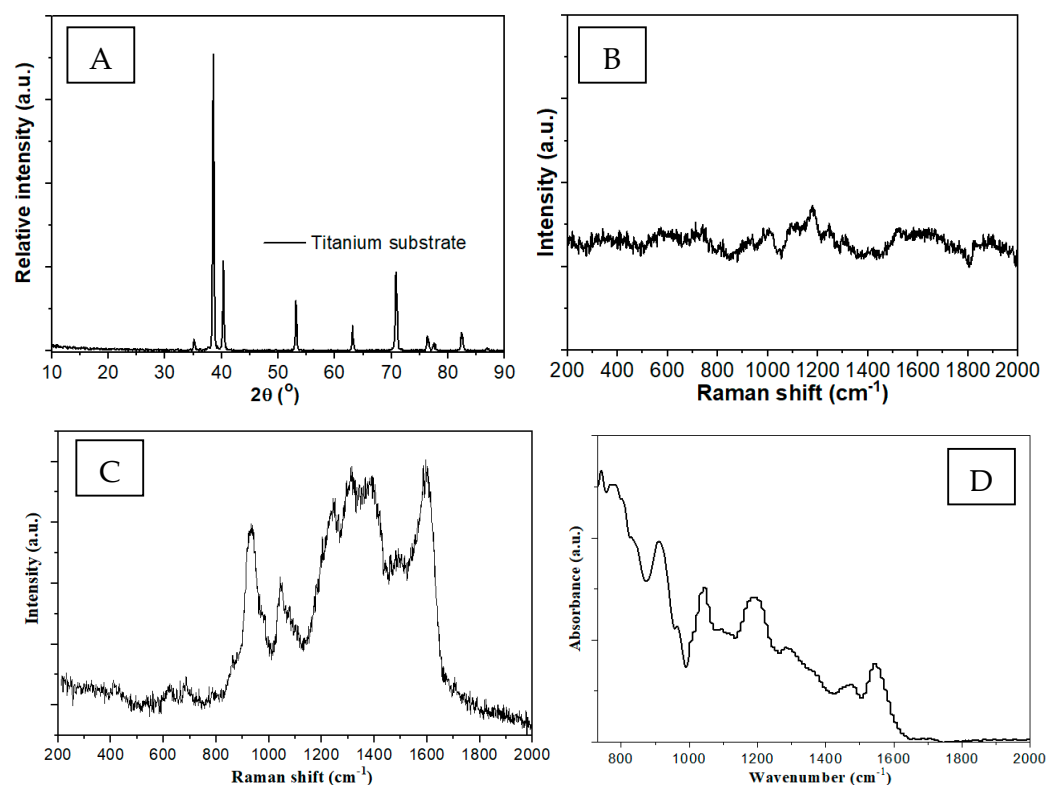 A
Relative intensity (a.u.)
Titanium substrate
10 20 30 40 50 60 70 80 90
2θ (°)
B
Intensity (a.u.)
200 400 600 800 1000 1200 1400 1600 1800 2000
Raman shift (cm⁻¹)
C
Intensity (a.u.)
200 400 600 800 1000 1200 1400 1600 1800 2000
Raman shift (cm⁻¹)
D
Absorbance (a.u.)
800 1000 1200 1400 1600 1800 2000
Wavenumber (cm⁻¹)